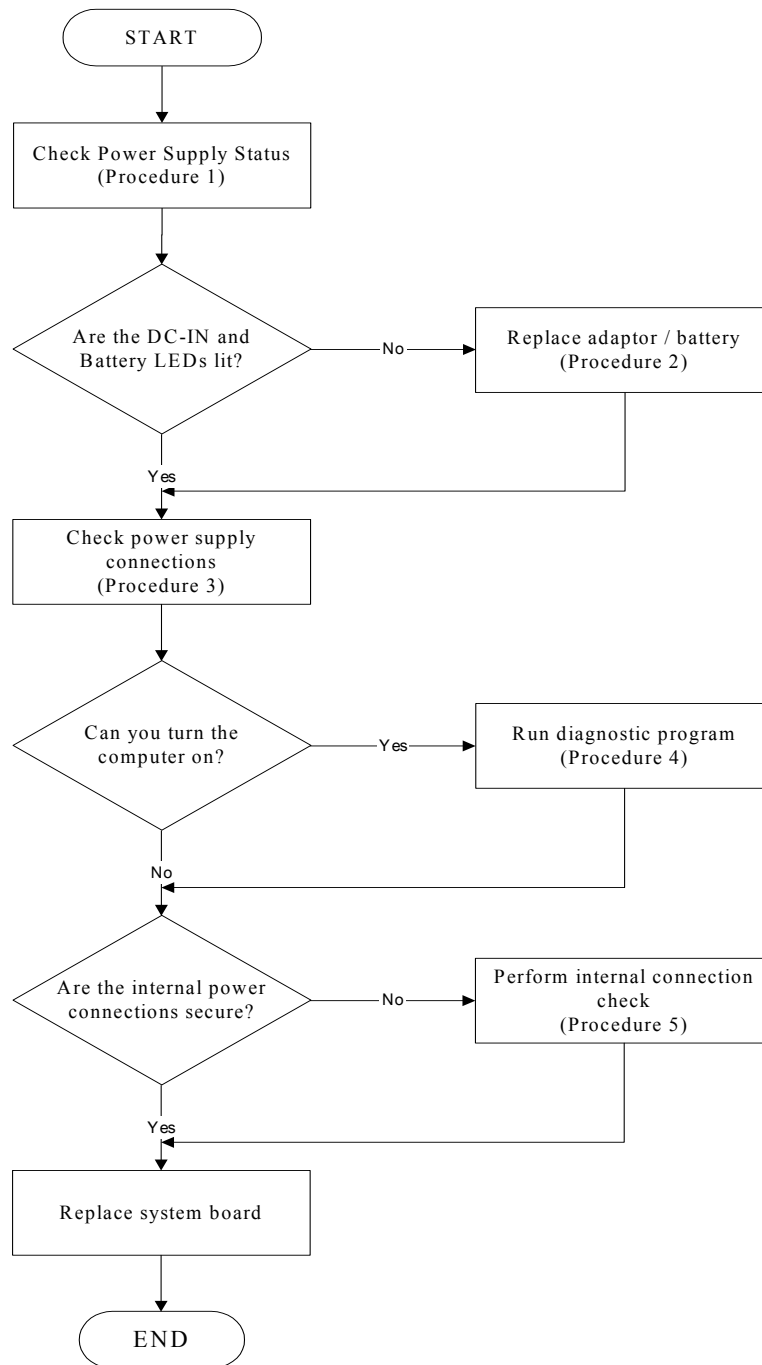 START
Check Power Supply Status
(Procedure 1)
Are the DC-IN and
Battery LEDs lit?
No
Replace adaptor / battery
(Procedure 2)
Yes
Check power supply
connections
(Procedure 3)
Can you turn the
computer on?
Yes
Run diagnostic program
(Procedure 4)
No
Are the internal power
connections secure?
No
Perform internal connection
check
(Procedure 5)
Yes
Replace system board
END